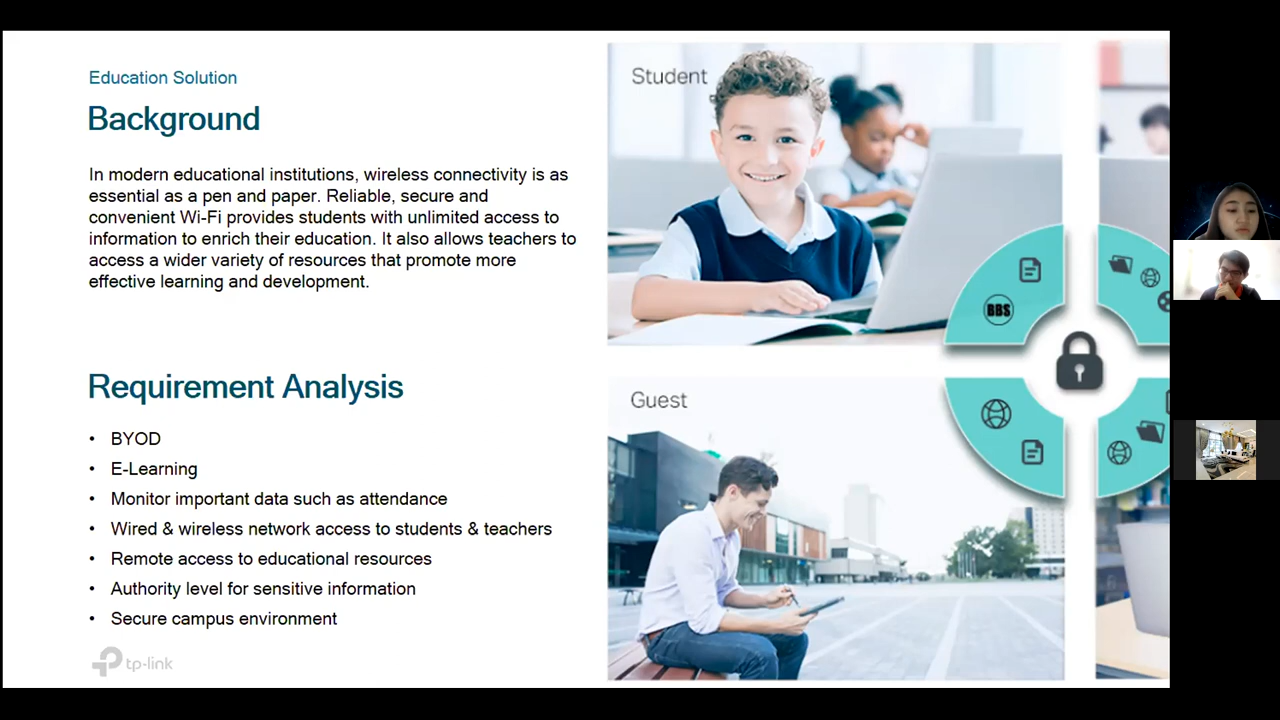 Education Solution
Background
In modern educational institutions, wireless connectivity is as
essential as a pen and paper. Reliable, secure and
convenient Wi-Fi provides students with unlimited access to
information to enrich their education. It also allows teachers to
access a wider variety of resources that promote more
effective learning and development.
Requirement Analysis
• BYOD
• E-Learning
• Monitor important data such as attendance
• Wired & wireless network access to students & teachers
• Remote access to educational resources
• Authority level for sensitive information
• Secure campus environment
tp-link
Student
BBS
Guest